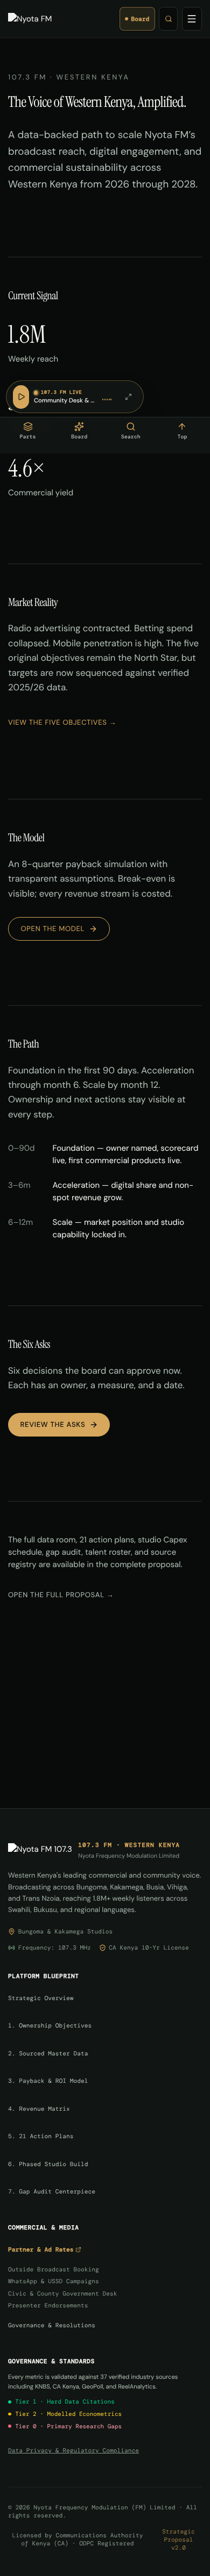 Nyota FM
Board
107.3 FM · WESTERN KENYA
The Voice of Western Kenya, Amplified.
A data-backed path to scale Nyota FM's
broadcast reach, digital engagement, and
commercial sustainability across
Western Kenya from 2026 through 2028.
Current Signal
1.8M
Weekly reach
107.3 FM LIVE
Community Desk & ...
Parts
Board
Search
Top
4.6×
Commercial yield
Market Reality
Radio advertising contracted. Betting spend
collapsed. Mobile penetration is high. The five
original objectives remain the North Star, but
targets are now sequenced against verified
2025/26 data.
VIEW THE FIVE OBJECTIVES →
The Model
An 8-quarter payback simulation with
transparent assumptions. Break-even is
visible; every revenue stream is costed.
OPEN THE MODEL →
The Path
Foundation in the first 90 days. Acceleration
through month 6. Scale by month 12.
Ownership and next actions stay visible at
every step.
0–90d
Foundation — owner named, scorecard
live, first commercial products live.
3–6m
Acceleration — digital share and non-
spot revenue grow.
6–12m
Scale — market position and studio
capability locked in.
The Six Asks
Six decisions the board can approve now.
Each has an owner, a measure, and a date.
REVIEW THE ASKS →
The full data room, 21 action plans, studio Capex
schedule, gap audit, talent roster, and source
registry are available in the complete proposal.
OPEN THE FULL PROPOSAL →
Nyota FM 107.3
107.3 FM · WESTERN KENYA
Nyota Frequency Modulation Limited
Western Kenya's leading commercial and community voice.
Broadcasting across Bungoma, Kakamega, Busia, Vihiga,
and Trans Nzoia, reaching 1.8M+ weekly listeners across
Swahili, Bukusu, and regional languages.
Bungoma & Kakamega Studios
Frequency: 107.3 MHz
CA Kenya 10-Yr License
PLATFORM BLUEPRINT
Strategic Overview
1. Ownership Objectives
2. Sourced Master Data
3. Payback & ROI Model
4. Revenue Matrix
5. 21 Action Plans
6. Phased Studio Build
7. Gap Audit Centerpiece
COMMERCIAL & MEDIA
Partner & Ad Rates
Outside Broadcast Booking
WhatsApp & USSD Campaigns
Civic & County Government Desk
Presenter Endorsements
Governance & Resolutions
GOVERNANCE & STANDARDS
Every metric is validated against 37 verified industry sources
including KNBS, CA Kenya, GeoPoll, and ReelAnalytics.
Tier 1 · Hard Data Citations
Tier 2 · Modelled Econometrics
Tier 0 · Primary Research Gaps
Data Privacy & Regulatory Compliance
© 2026 Nyota Frequency Modulation (FM) Limited · All
rights reserved.
Licensed by Communications Authority
of Kenya (CA) · ODPC Registered
Strategic
Proposal
v2.0